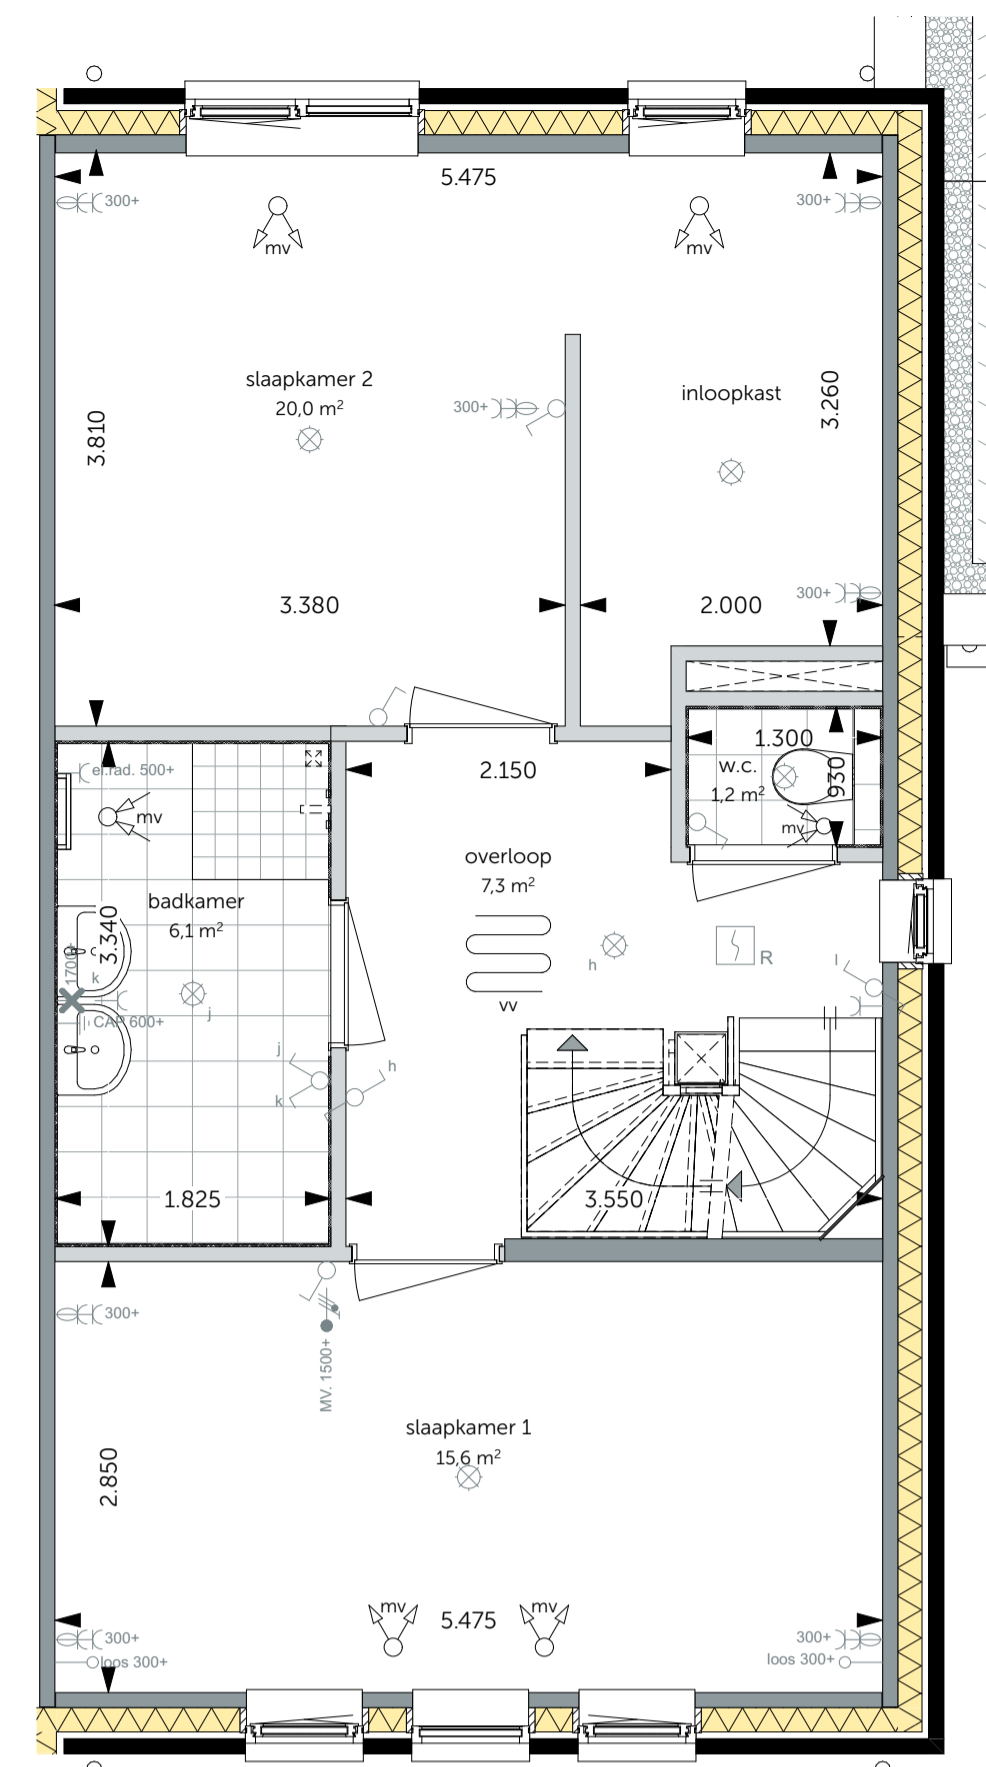 5.475
300+
300+
mv
mv
slaapkamer 2
20,0 m²
300+
inloopkast
3.260
3.810
300+
3.380
2.000
1.300
w.c.
1,2 m²
930
mv
2.150
el.rad. 500+
mv
overloop
7,3 m²
badkamer
6,1 m²
3.340
1700+
k
CAP 600+
j
h
R
l
vv
j
k
h
1.825
3.550
300+
MV. 1500+
slaapkamer 1
15,6 m²
2.850
mv
mv
5.475
300+
loos 300+
300+
loos 300+